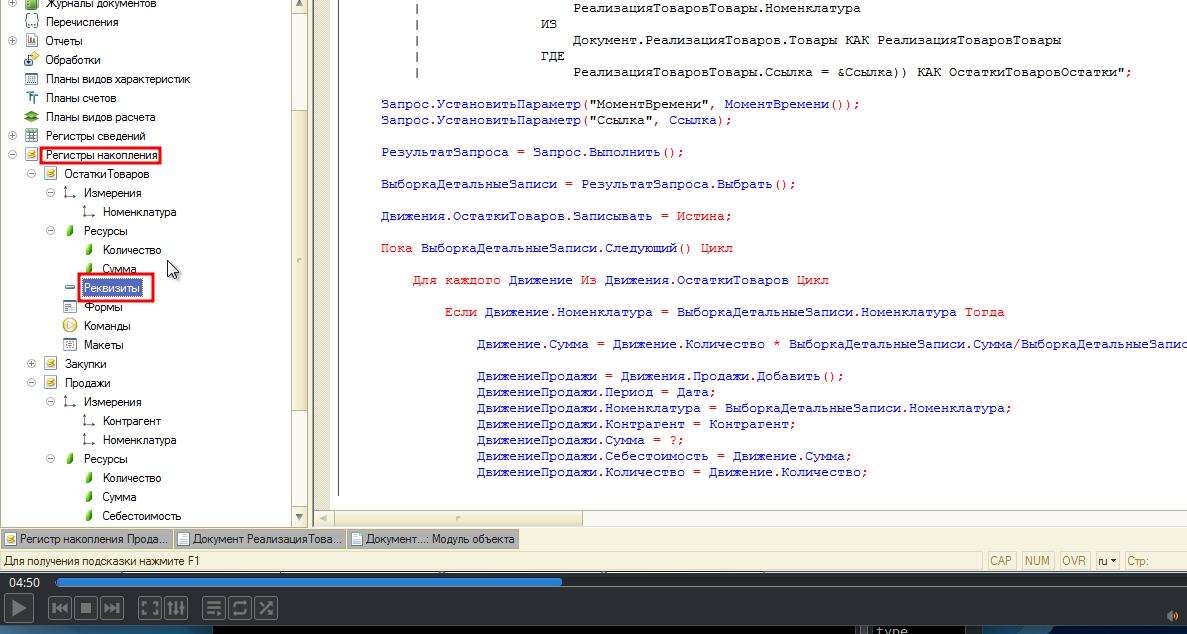 Журналы документов
Перечисления
Отчеты
Обработки
Планы видов характеристик
Планы счетов
Планы видов расчета
Регистры сведений
Регистры накопления
ОстаткиТоваров
Измерения
Номенклатура
Ресурсы
Количество
Сумма
Реквизиты
Формы
Команды
Макеты
Закупки
Продажи
Измерения
Контрагент
Номенклатура
Ресурсы
Количество
Сумма
Себестоимость
| РеализацияТоваровТовары.Номенклатура
| ИЗ
| Документ.РеализацияТоваров.Товары КАК РеализацияТоваровТовары
| ГДЕ
| РеализацияТоваровТовары.Ссылка = &Ссылка)) КАК ОстаткиТоваровОстатки";
Запрос.УстановитьПараметр("МоментВремени", МоментВремени());
Запрос.УстановитьПараметр("Ссылка", Ссылка);
РезультатЗапроса = Запрос.Выполнить();
ВыборкаДетальныеЗаписи = РезультатЗапроса.Выбрать();
Движения.ОстаткиТоваров.Записывать = Истина;
Пока ВыборкаДетальныеЗаписи.Следующий() Цикл
Для каждого Движение Из Движения.ОстаткиТоваров Цикл
Если Движение.Номенклатура = ВыборкаДетальныеЗаписи.Номенклатура Тогда
Движение.Сумма = Движение.Количество * ВыборкаДетальныеЗаписи.Сумма/ВыборкаДетальныеЗапис
ДвижениеПродажи = Движения.Продажи.Добавить();
ДвижениеПродажи.Период = Дата;
ДвижениеПродажи.Номенклатура = ВыборкаДетальныеЗаписи.Номенклатура;
ДвижениеПродажи.Контрагент = Контрагент;
ДвижениеПродажи.Сумма = ?;
ДвижениеПродажи.Себестоимость = Движение.Сумма;
ДвижениеПродажи.Количество = Движение.Количество;
Регистр накопления Прода... Документ РеализацияТова... Документ...: Модуль объекта
Для получения подсказки нажмите F1 CAP NUM OVR ru Стр:
04:50
type